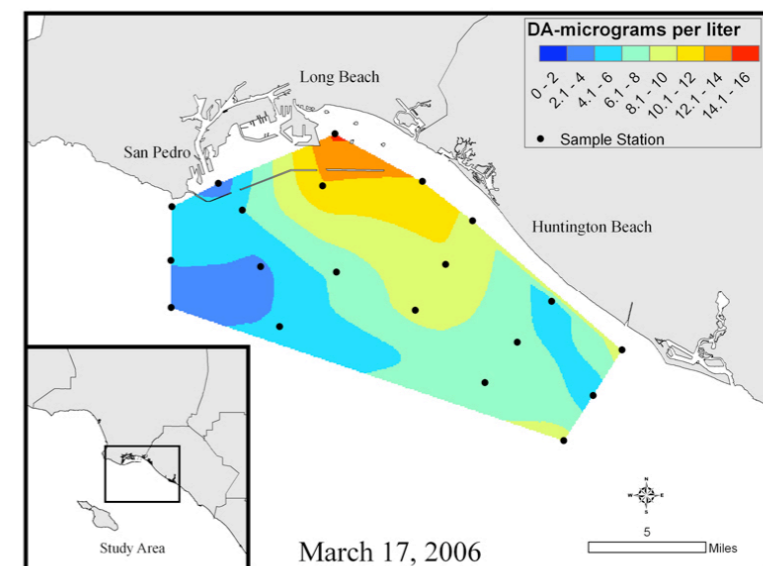 DA-micrograms per liter
0 - 2
2.1 - 4
4.1 - 6
6.1 - 8
8.1 - 10
10.1 - 12
12.1 - 14
14.1 - 16
Sample Station
Long Beach
San Pedro
Huntington Beach
N
W E
S
5
Miles
Study Area
March 17, 2006